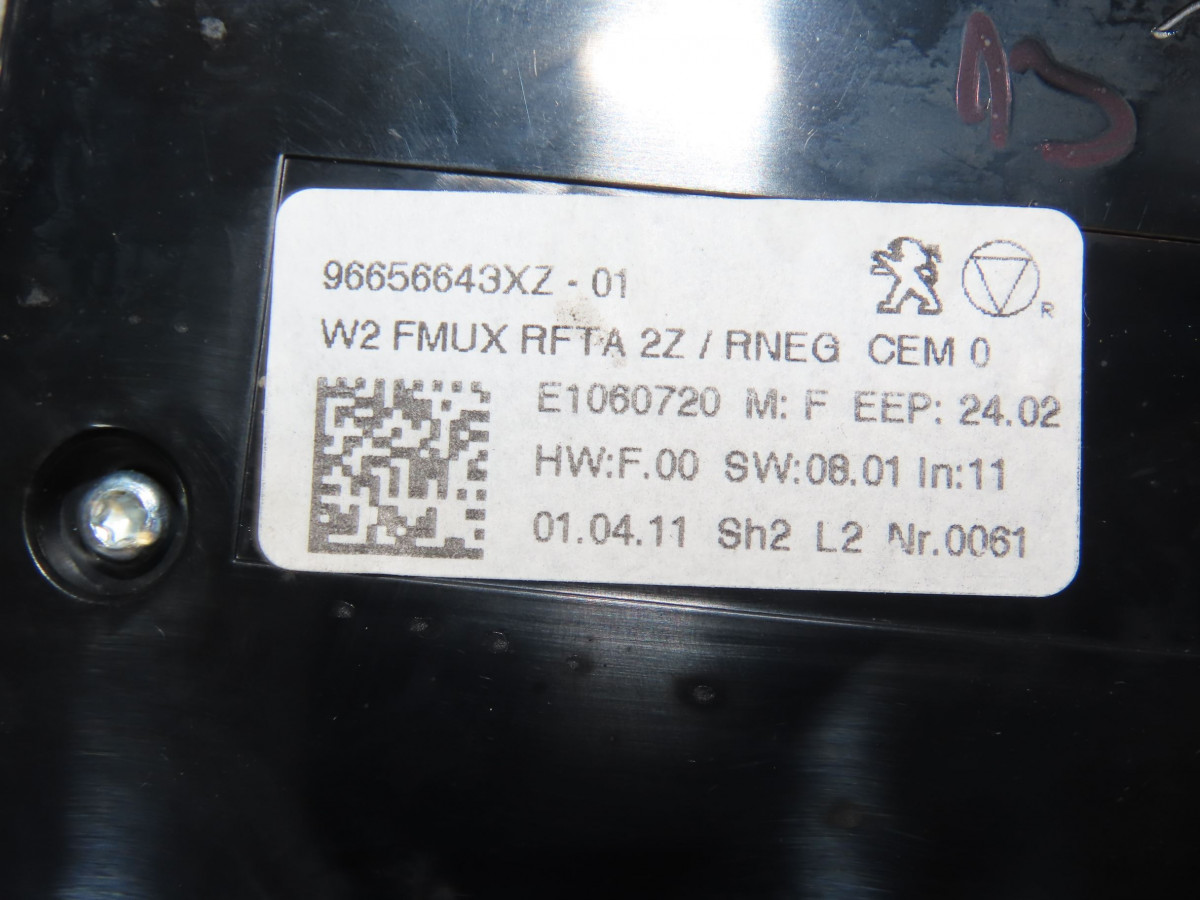 96656643XZ - 01
W2 FMUX RFTA 2Z / RNEG CEM 0
E1060720 M: F EEP: 24.02
HW:F.00 SW:08.01 In:11
01.04.11 Sh2 L2 Nr.0061
R